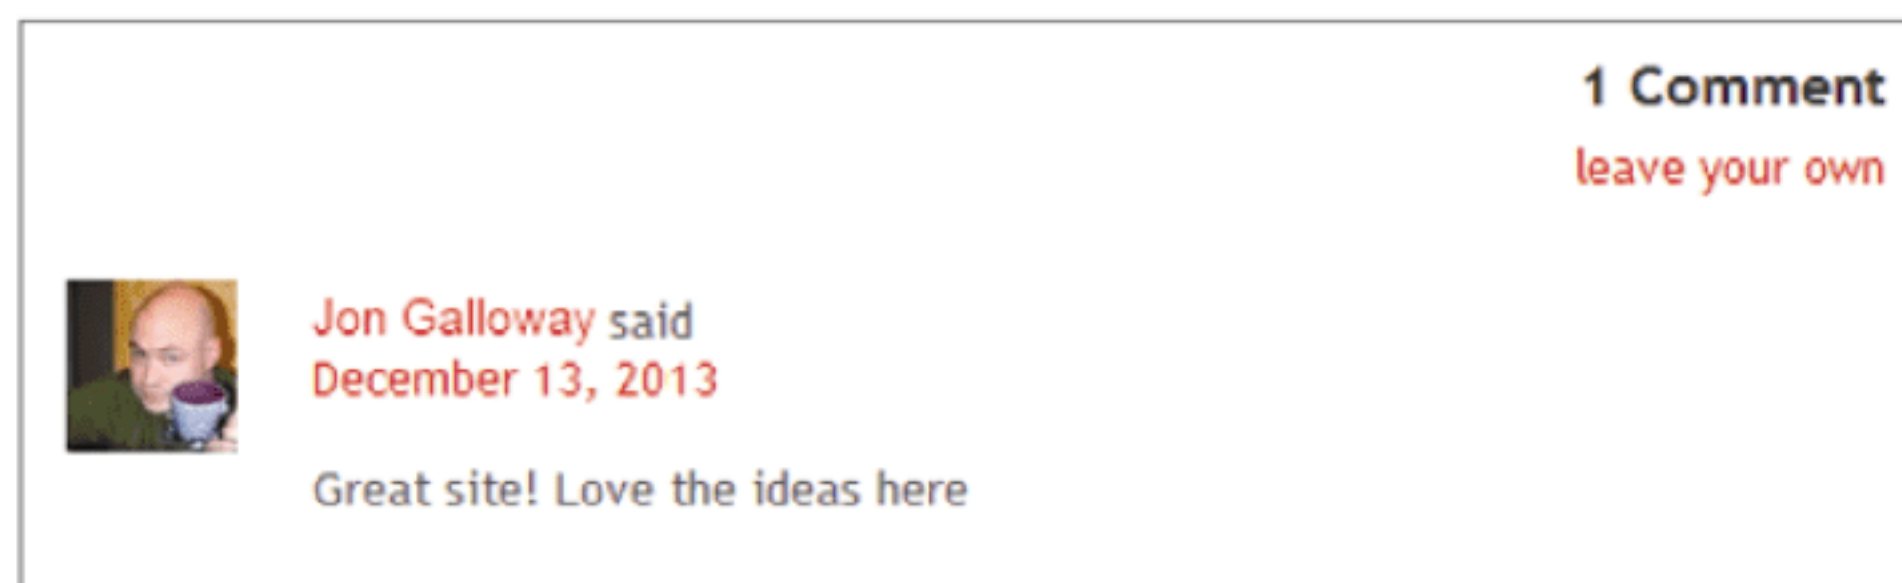 1 Comment
leave your own
Jon Galloway said
December 13, 2013
Great site! Love the ideas here